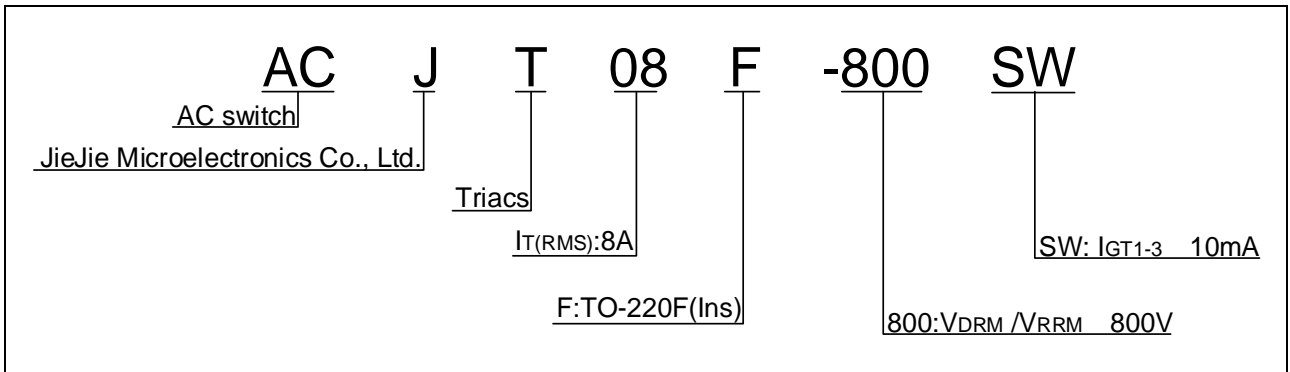 AC J T 08 F -800 SW
AC switch
JieJie Microelectronics Co., Ltd.
Triacs
IT(RMS):8A
SW: IGT1-3 10mA
F:TO-220F(Ins)
800:VDRM /VRRM 800V